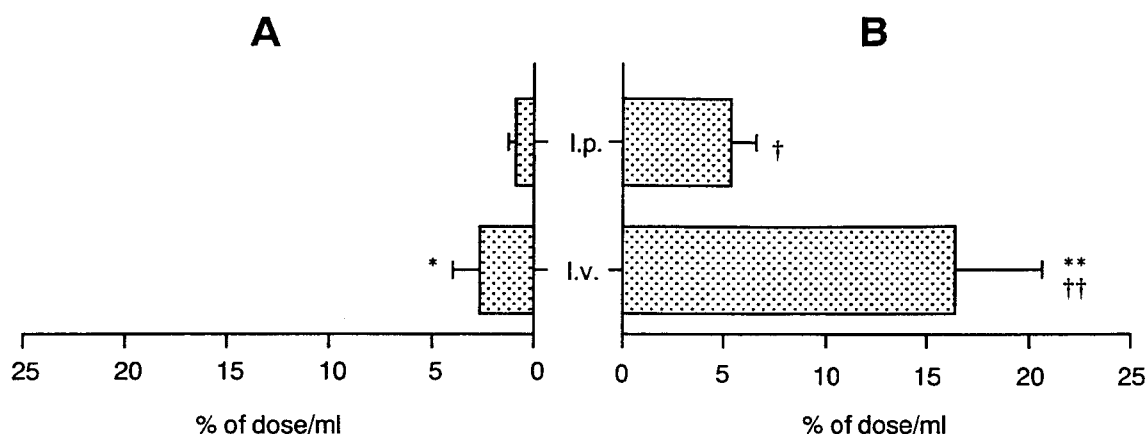 A B
I.p. †
* I.v. **
††
25 20 15 10 5 0 0 5 10 15 20 25
% of dose/ml % of dose/ml